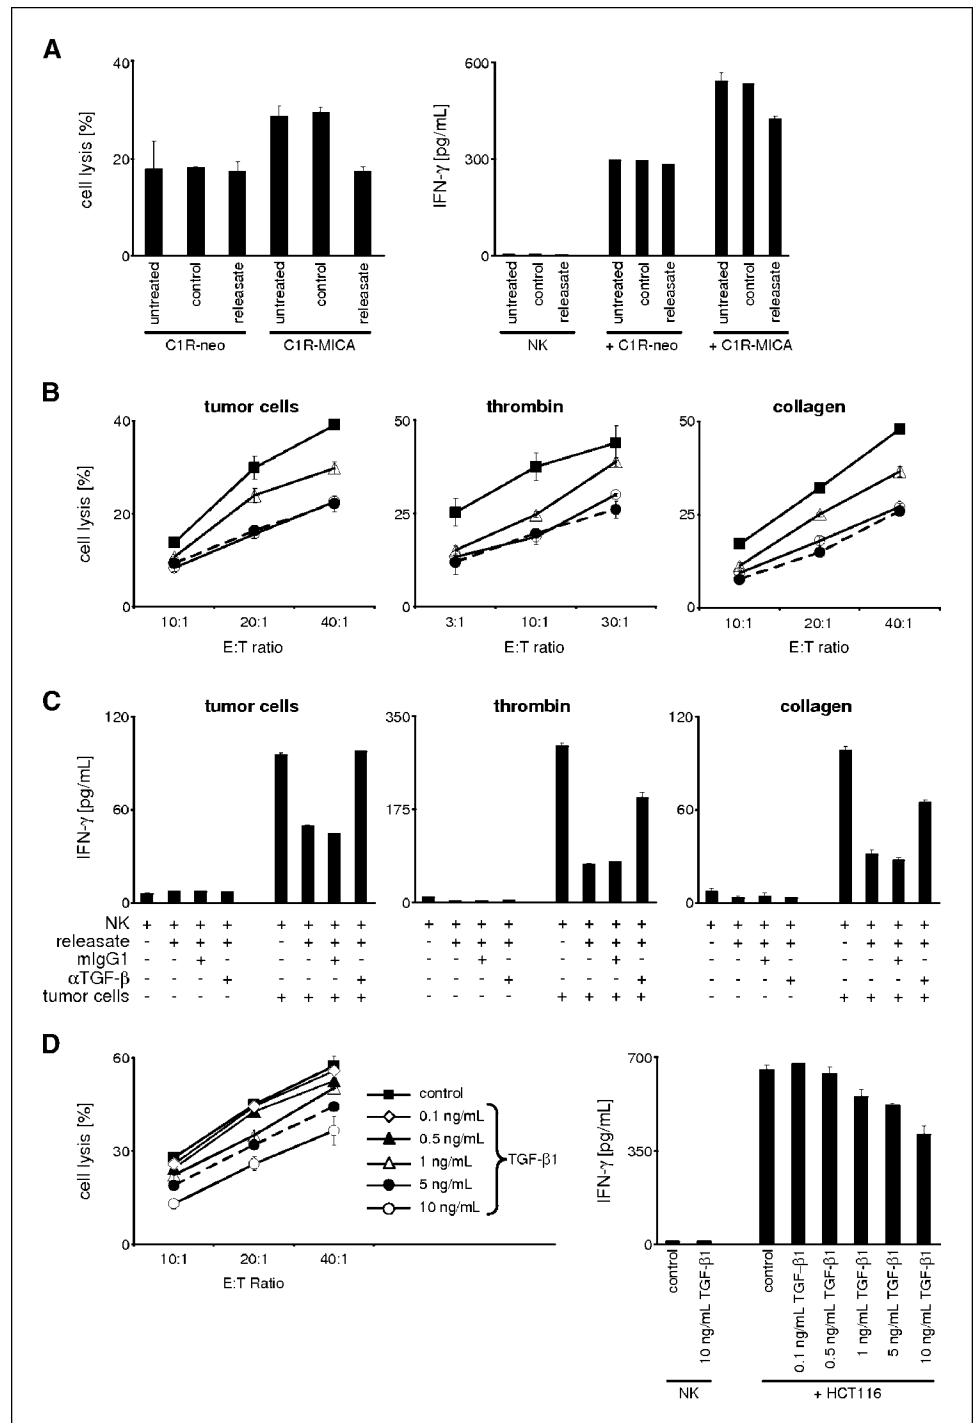 A
40
20
0
cell lysis [%]
untreated
control
releasate
untreated
control
releasate
C1R-neo
C1R-MICA
600
300
0
IFN-γ [pg/mL]
untreated
control
releasate
untreated
control
releasate
untreated
control
releasate
NK
+ C1R-neo
+ C1R-MICA
B
tumor cells
thrombin
collagen
40
20
0
cell lysis [%]
10:1 20:1 40:1
E:T ratio
50
25
0
3:1 10:1 30:1
E:T ratio
50
25
0
10:1 20:1 40:1
E:T ratio
C
tumor cells
thrombin
collagen
120
60
0
IFN-γ [pg/mL]
350
175
0
120
60
0
NK + + + + + + + + + + + + + + + + + + + + + + + +
releasate - + + + - + + + - + + + - + + + - + + + - + + +
mIgG1 - - + - - - + - - - + - - - + - - - + - - - + -
αTGF-β - - - + - - - + - - - + - - - + - - - + - - - +
tumor cells - - - - + + + + - - - - + + + + - - - - + + + +
D
60
30
0
cell lysis [%]
10:1 20:1 40:1
E:T Ratio
control
0.1 ng/mL
0.5 ng/mL
1 ng/mL
5 ng/mL
10 ng/mL
TGF-β1
700
350
0
IFN-γ [pg/mL]
control
10 ng/mL TGF-β1
control
0.1 ng/mL TGF-β1
0.5 ng/mL TGF-β1
1 ng/mL TGF-β1
5 ng/mL TGF-β1
10 ng/mL TGF-β1
NK
+ HCT116